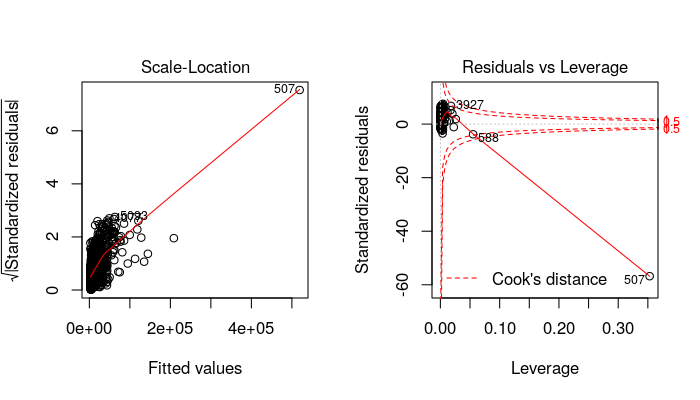 Scale-Location
√|Standardized residuals|
0
2
4
6
507
5083
0e+00
2e+05
4e+05
Fitted values
Residuals vs Leverage
Standardized residuals
0
-20
-40
-60
3927
588
507
Cook's distance
0.5
0.00
0.10
0.20
0.30
Leverage